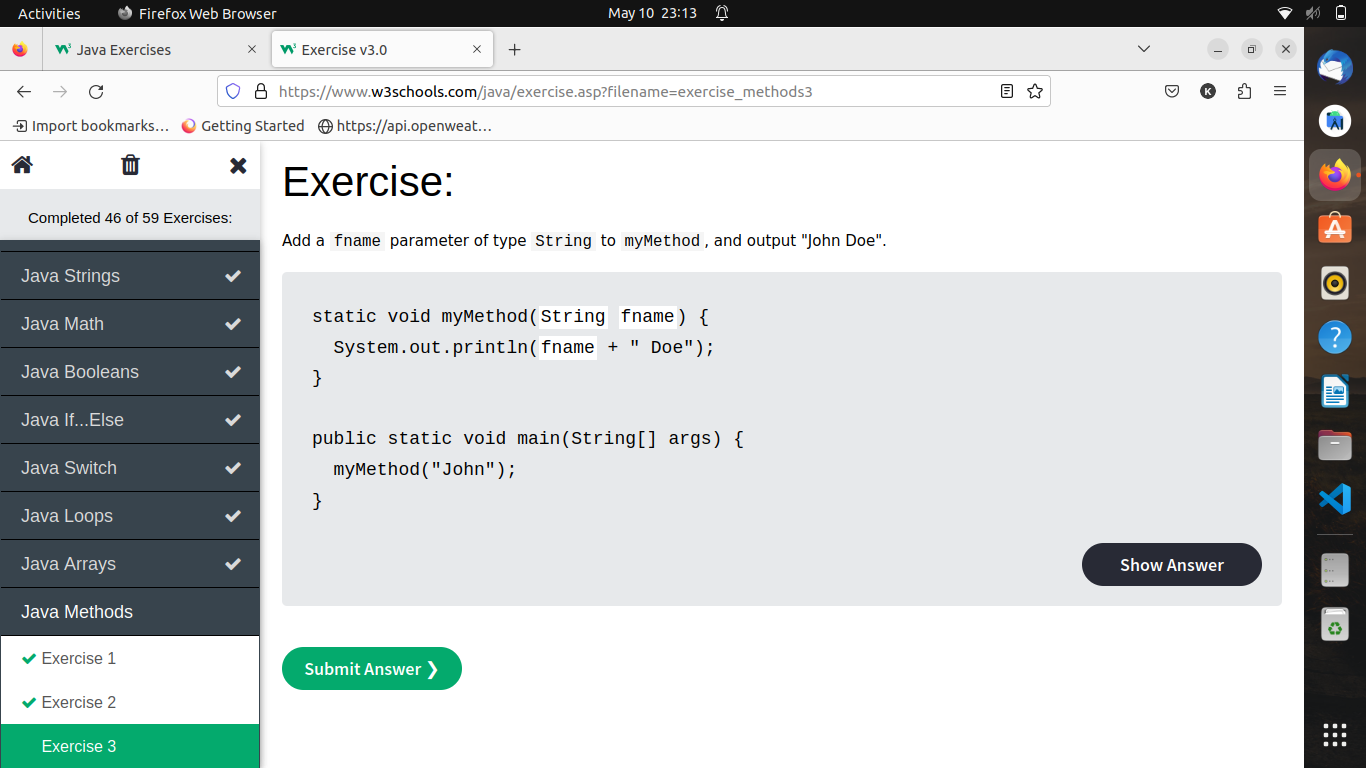 Activities Firefox Web Browser May 10 23:13
Java Exercises Exercise v3.0
https://www.w3schools.com/java/exercise.asp?filename=exercise_methods3 K
Import bookmarks… Getting Started https://api.openweat…
Completed 46 of 59 Exercises:
Java Strings
Java Math
Java Booleans
Java If...Else
Java Switch
Java Loops
Java Arrays
Java Methods
Exercise 1
Exercise 2
Exercise 3
Exercise:
Add a fname parameter of type String to myMethod, and output "John Doe".
static void myMethod(String fname) {
System.out.println(fname + " Doe");
}
public static void main(String[] args) {
myMethod("John");
}
Show Answer
Submit Answer ❯